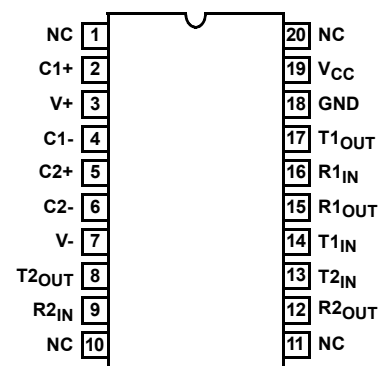 NC 1 20 NC
C1+ 2 19 VCC
V+ 3 18 GND
C1- 4 17 T1OUT
C2+ 5 16 R1IN
C2- 6 15 R1OUT
V- 7 14 T1IN
T2OUT 8 13 T2IN
R2IN 9 12 R2OUT
NC 10 11 NC